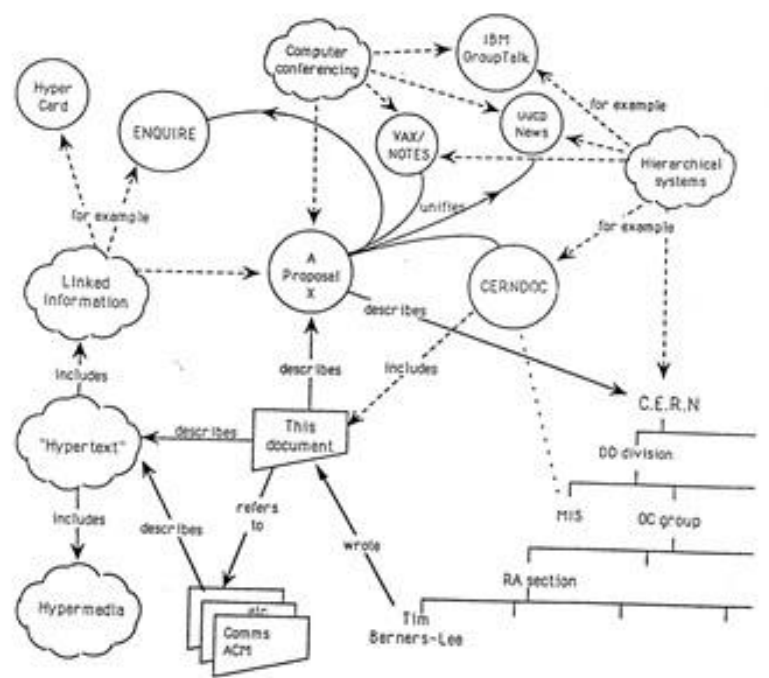 Computer
conferencing
IBM
GroupTalk
Hyper
Card
ENQUIRE
VAX/
NOTES
uucp
News
for example
Hierarchical
systems
for example
unifies
for example
A
Proposal
X
Linked
information
CERNDOC
describes
includes
describes
includes
C.E.R.N
"Hypertext"
describes
This
document
DD division
includes
describes
refers
to
wrote
MIS
OC group
RA section
Hypermedia
etc
Comms
ACM
Tim
Berners-Lee